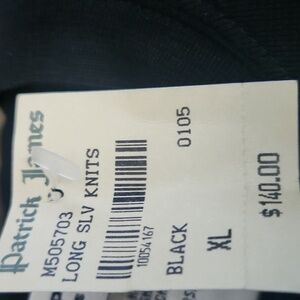 Patrick James
M505703
LONG SLV KNITS
10054167
BLACK 0105
XL
$140.00